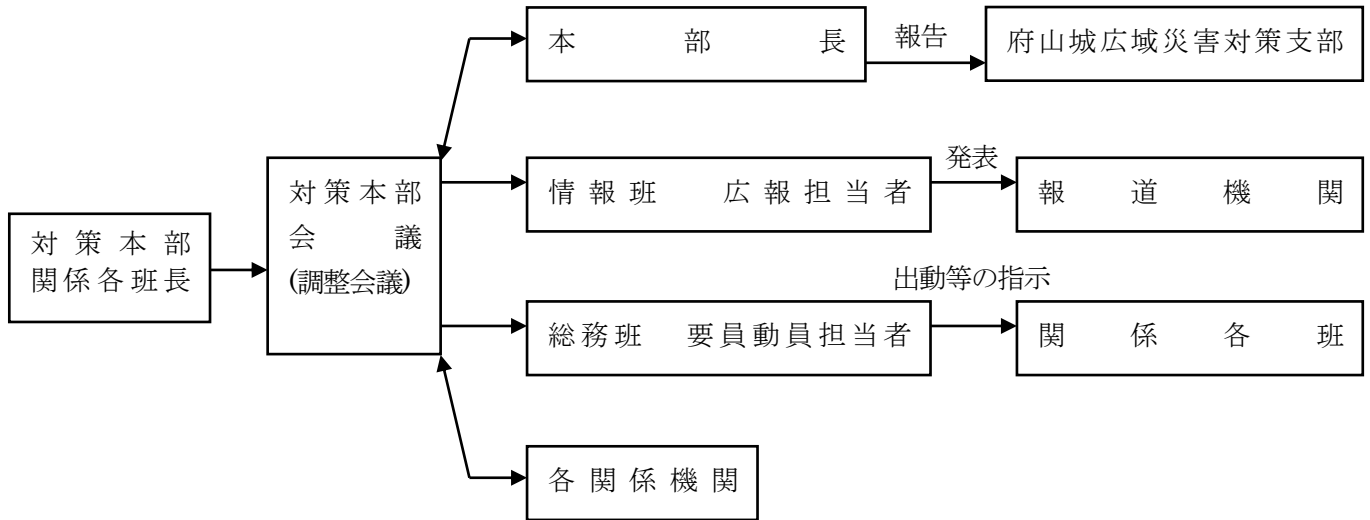 本部長
報告
府山城広域災害対策支部
対策本部
会議
(調整会議)
情報班 広報担当者
発表
報道機関
対策本部
関係各班長
出動等の指示
総務班 要員動員担当者
関係各班
各関係機関